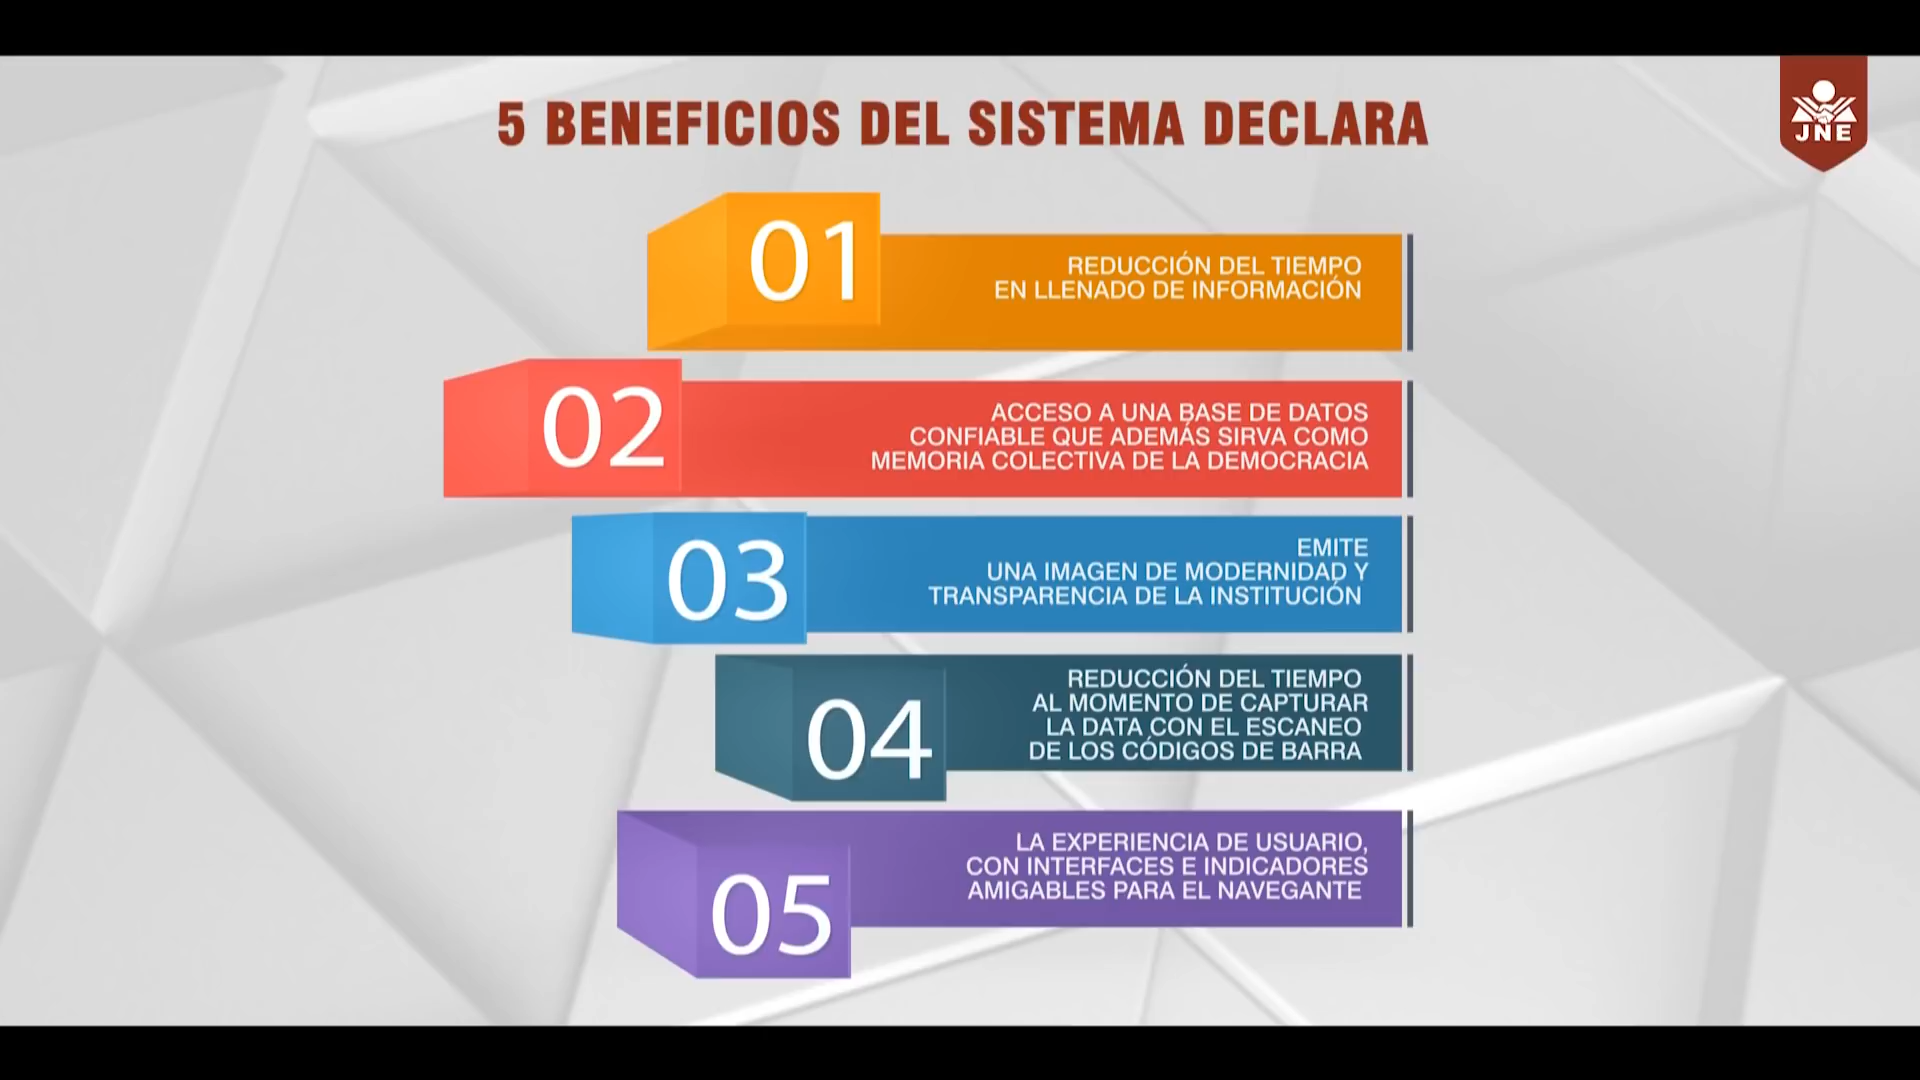 5 BENEFICIOS DEL SISTEMA DECLARA
JNE
01
REDUCCIÓN DEL TIEMPO
EN LLENADO DE INFORMACIÓN
02
ACCESO A UNA BASE DE DATOS
CONFIABLE QUE ADEMÁS SIRVA COMO
MEMORIA COLECTIVA DE LA DEMOCRACIA
03
EMITE
UNA IMAGEN DE MODERNIDAD Y
TRANSPARENCIA DE LA INSTITUCIÓN
04
REDUCCIÓN DEL TIEMPO
AL MOMENTO DE CAPTURAR
LA DATA CON EL ESCANEO
DE LOS CÓDIGOS DE BARRA
05
LA EXPERIENCIA DE USUARIO,
CON INTERFACES E INDICADORES
AMIGABLES PARA EL NAVEGANTE